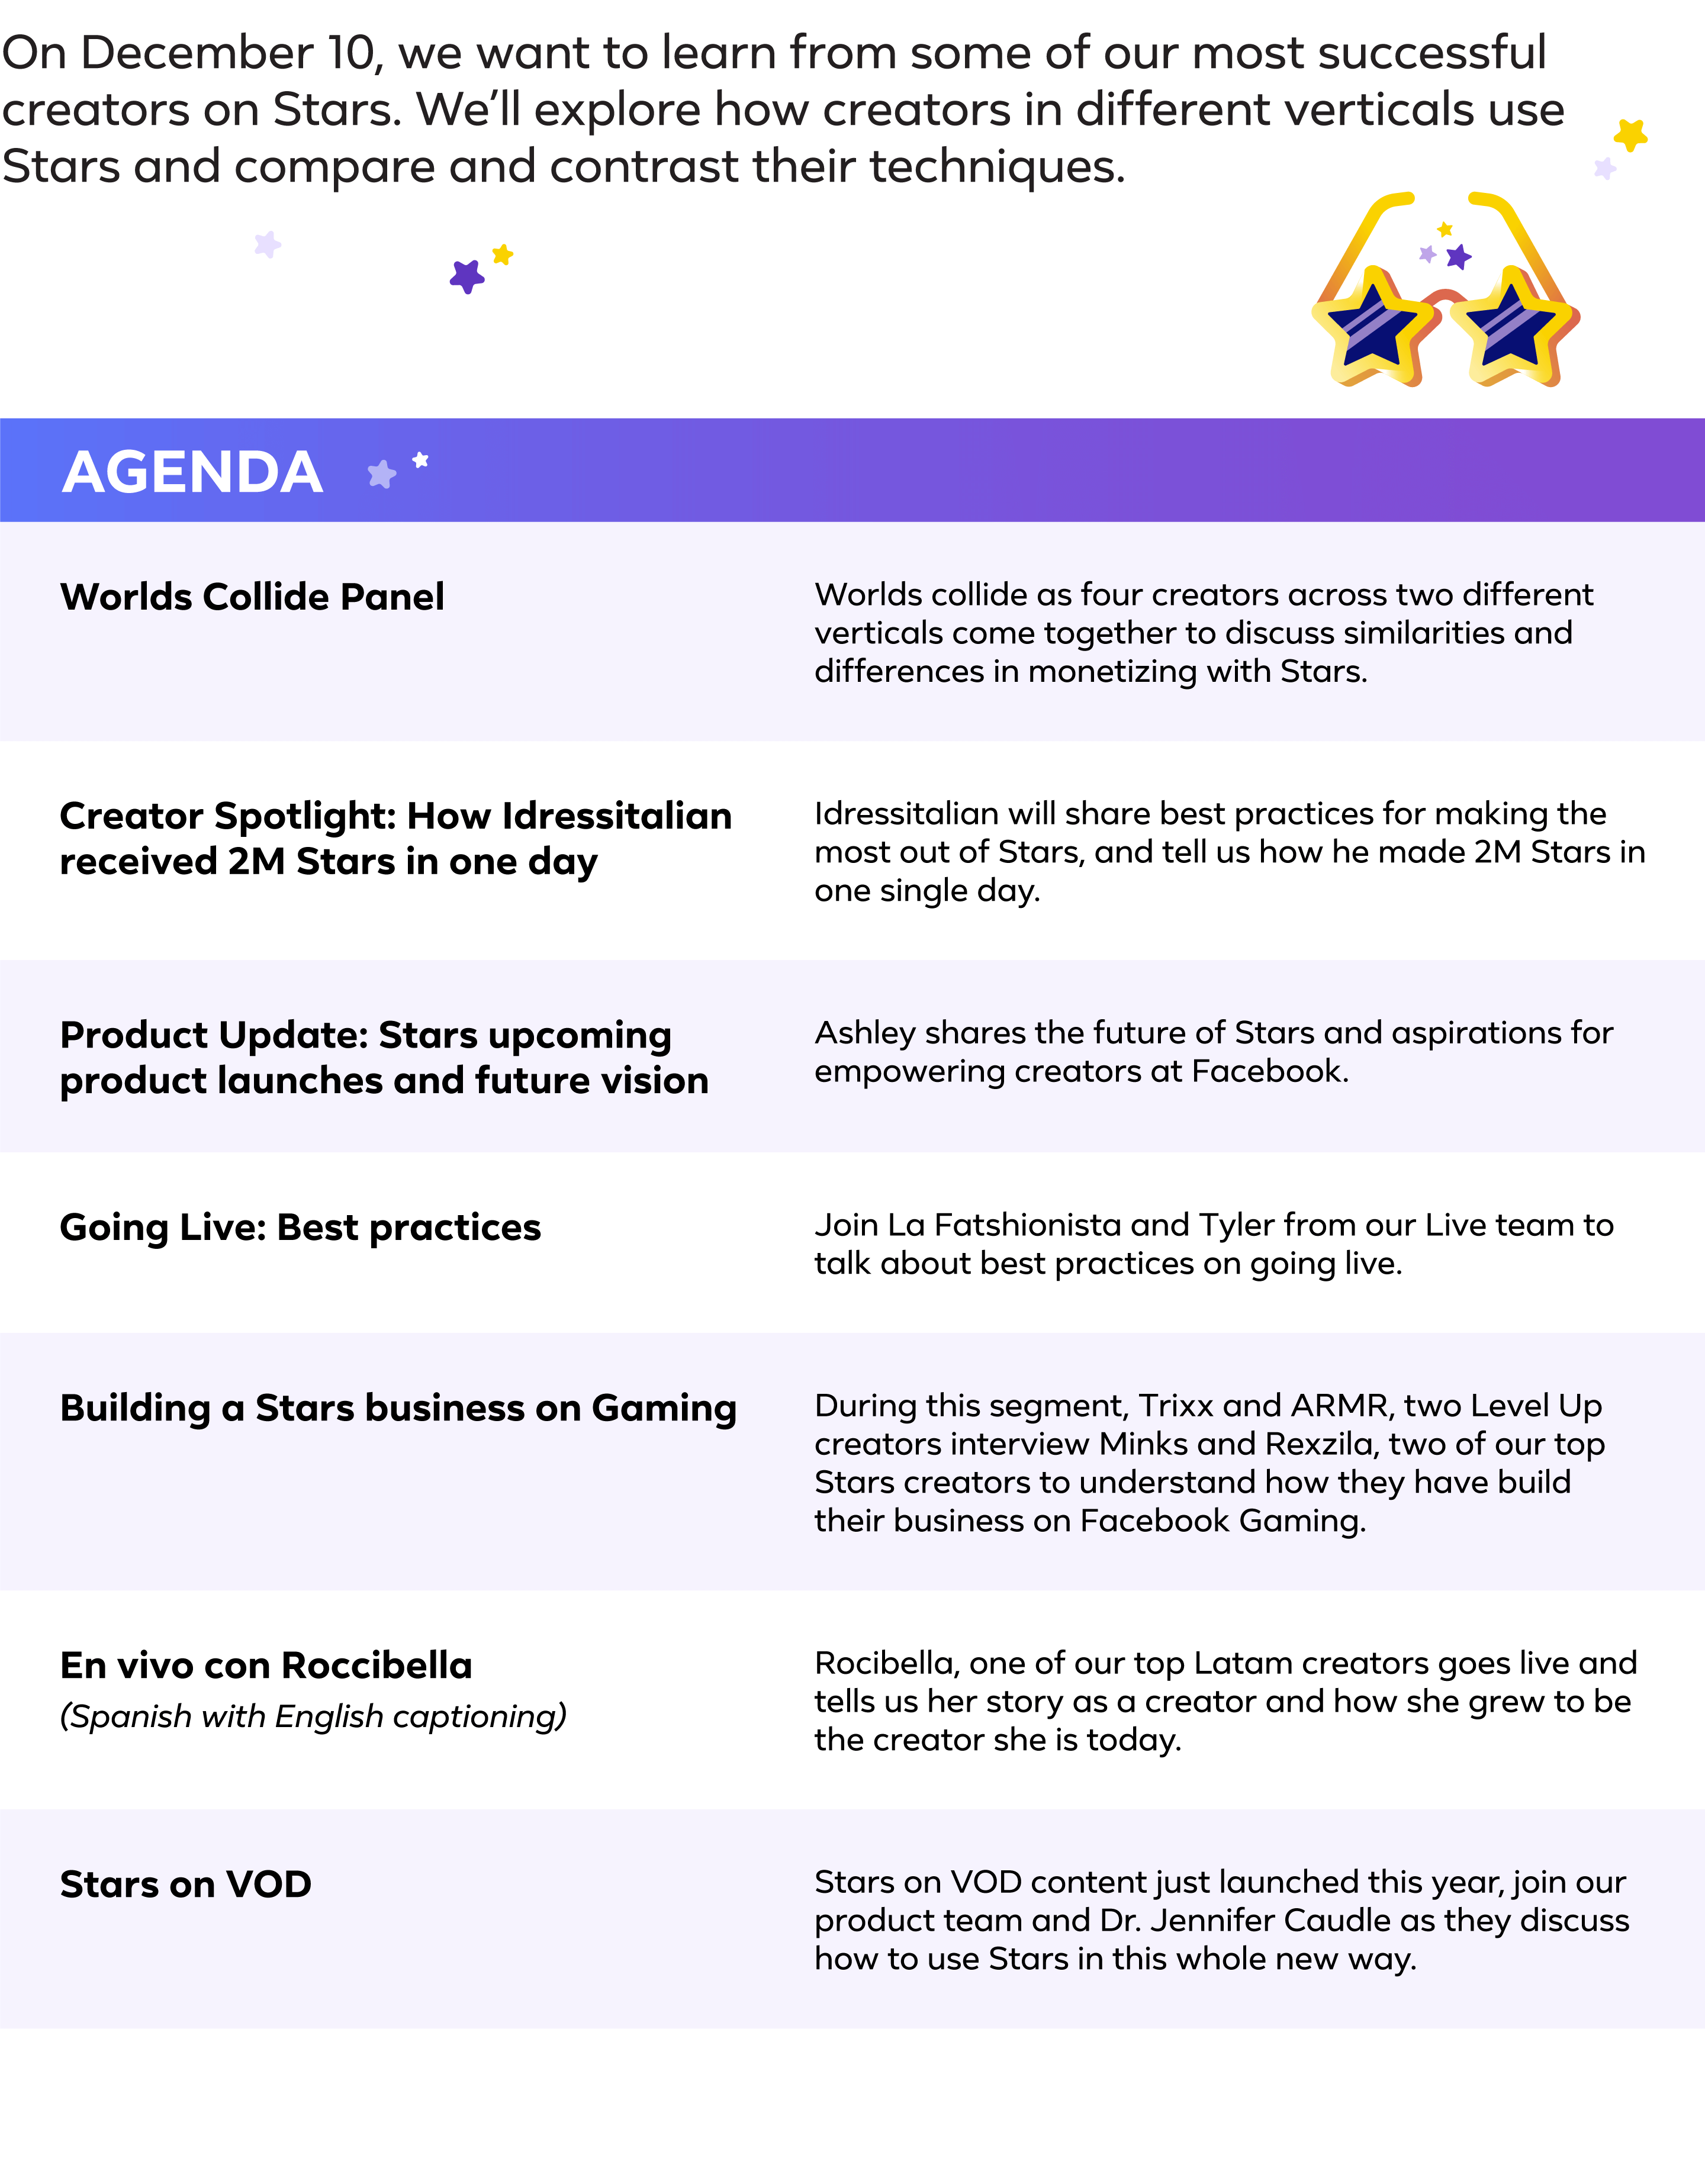 On December 10, we want to learn from some of our most successful
creators on Stars. We’ll explore how creators in different verticals use
Stars and compare and contrast their techniques.
AGENDA
Worlds Collide Panel
Worlds collide as four creators across two different
verticals come together to discuss similarities and
differences in monetizing with Stars.
Creator Spotlight: How Idressitalian
received 2M Stars in one day
Idressitalian will share best practices for making the
most out of Stars, and tell us how he made 2M Stars in
one single day.
Product Update: Stars upcoming
product launches and future vision
Ashley shares the future of Stars and aspirations for
empowering creators at Facebook.
Going Live: Best practices
Join La Fatshionista and Tyler from our Live team to
talk about best practices on going live.
Building a Stars business on Gaming
During this segment, Trixx and ARMR, two Level Up
creators interview Minks and Rexzila, two of our top
Stars creators to understand how they have build
their business on Facebook Gaming.
En vivo con Roccibella
(Spanish with English captioning)
Rocibella, one of our top Latam creators goes live and
tells us her story as a creator and how she grew to be
the creator she is today.
Stars on VOD
Stars on VOD content just launched this year, join our
product team and Dr. Jennifer Caudle as they discuss
how to use Stars in this whole new way.